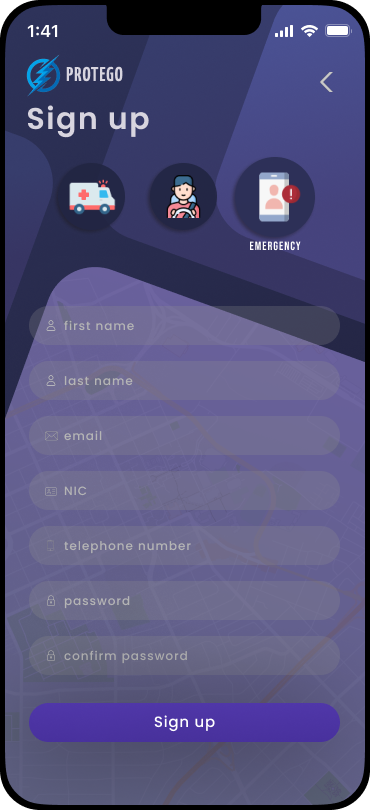 1:41
PROTEGO
Sign up
!
EMERGENCY
first name
last name
email
NIC
telephone number
password
confirm password
Sign up